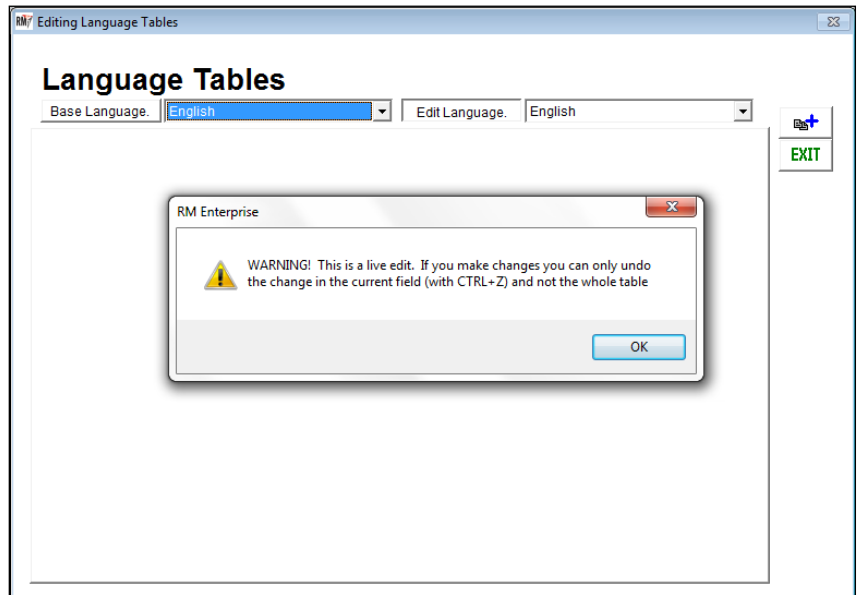 RM7 Editing Language Tables
Language Tables
Base Language. English Edit Language. English
EXIT
RM Enterprise
WARNING! This is a live edit. If you make changes you can only undo
the change in the current field (with CTRL+Z) and not the whole table
OK